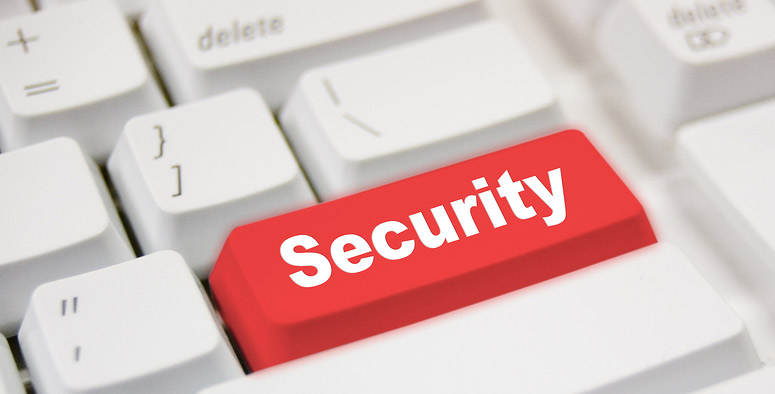 delete
delete
+
=
|
\
}
]
Security
"
'